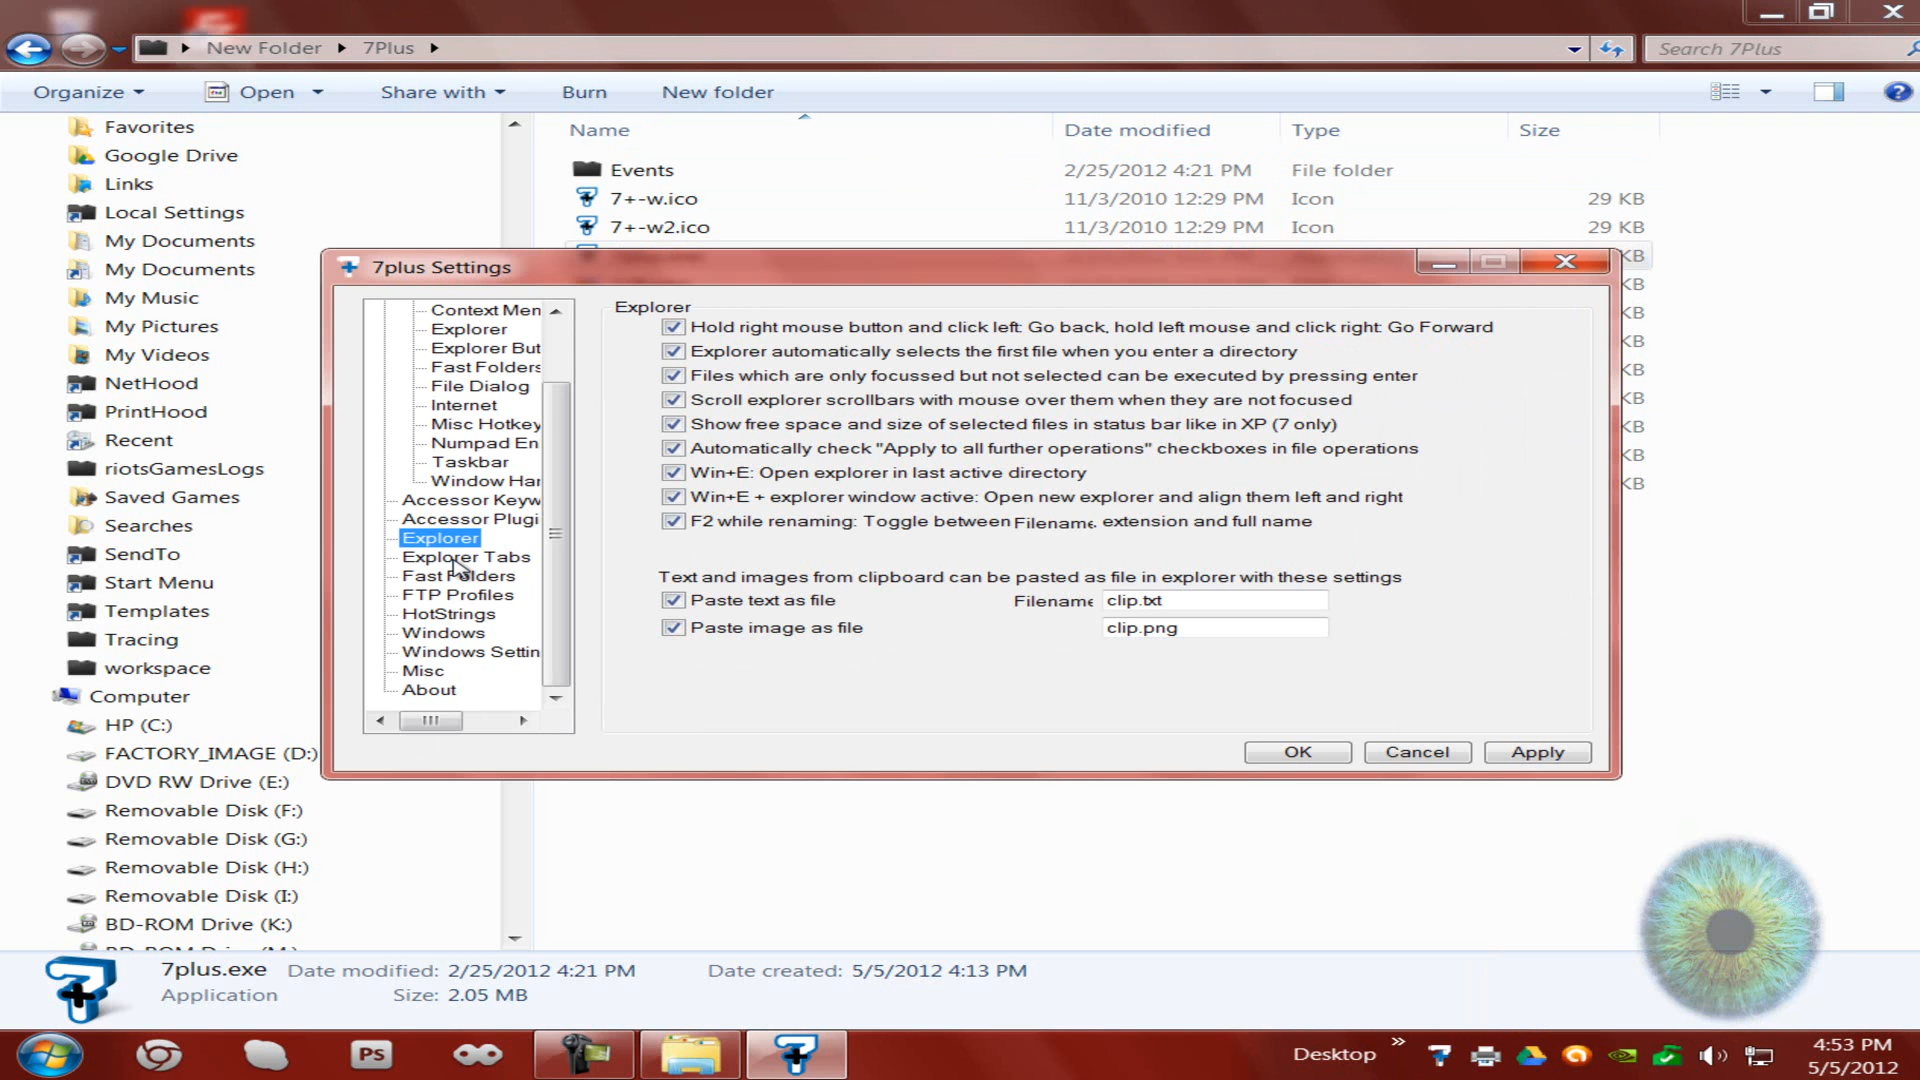 New Folder 7Plus
Search 7Plus
Organize Open Share with Burn New folder
Name Date modified Type Size
Favorites
Google Drive
Links
Local Settings
My Documents
My Documents
My Music
My Pictures
My Videos
NetHood
PrintHood
Recent
riotsGamesLogs
Saved Games
Searches
SendTo
Start Menu
Templates
Tracing
workspace
Computer
HP (C:)
FACTORY_IMAGE (D:)
DVD RW Drive (E:)
Removable Disk (F:)
Removable Disk (G:)
Removable Disk (H:)
Removable Disk (I:)
BD-ROM Drive (K:)
Events 2/25/2012 4:21 PM File folder
7+-w.ico 11/3/2010 12:29 PM Icon 29 KB
7+-w2.ico 11/3/2010 12:29 PM Icon 29 KB
KB
KB
KB
KB
KB
KB
KB
KB
KB
7plus Settings
Context Men
Explorer
Explorer But
Fast Folders
File Dialog
Internet
Misc Hotkey
Numpad En
Taskbar
Window Har
Accessor Keyw
Accessor Plugi
Explorer
Explorer Tabs
Fast Folders
FTP Profiles
HotStrings
Windows
Windows Settin
Misc
About
Explorer
Hold right mouse button and click left: Go back, hold left mouse and click right: Go Forward
Explorer automatically selects the first file when you enter a directory
Files which are only focussed but not selected can be executed by pressing enter
Scroll explorer scrollbars with mouse over them when they are not focused
Show free space and size of selected files in status bar like in XP (7 only)
Automatically check "Apply to all further operations" checkboxes in file operations
Win+E: Open explorer in last active directory
Win+E + explorer window active: Open new explorer and align them left and right
F2 while renaming: Toggle between Filename, extension and full name
Text and images from clipboard can be pasted as file in explorer with these settings
Paste text as file Filename clip.txt
Paste image as file clip.png
OK Cancel Apply
7plus.exe Date modified: 2/25/2012 4:21 PM Date created: 5/5/2012 4:13 PM
Application Size: 2.05 MB
PS
Desktop
4:53 PM
5/5/2012